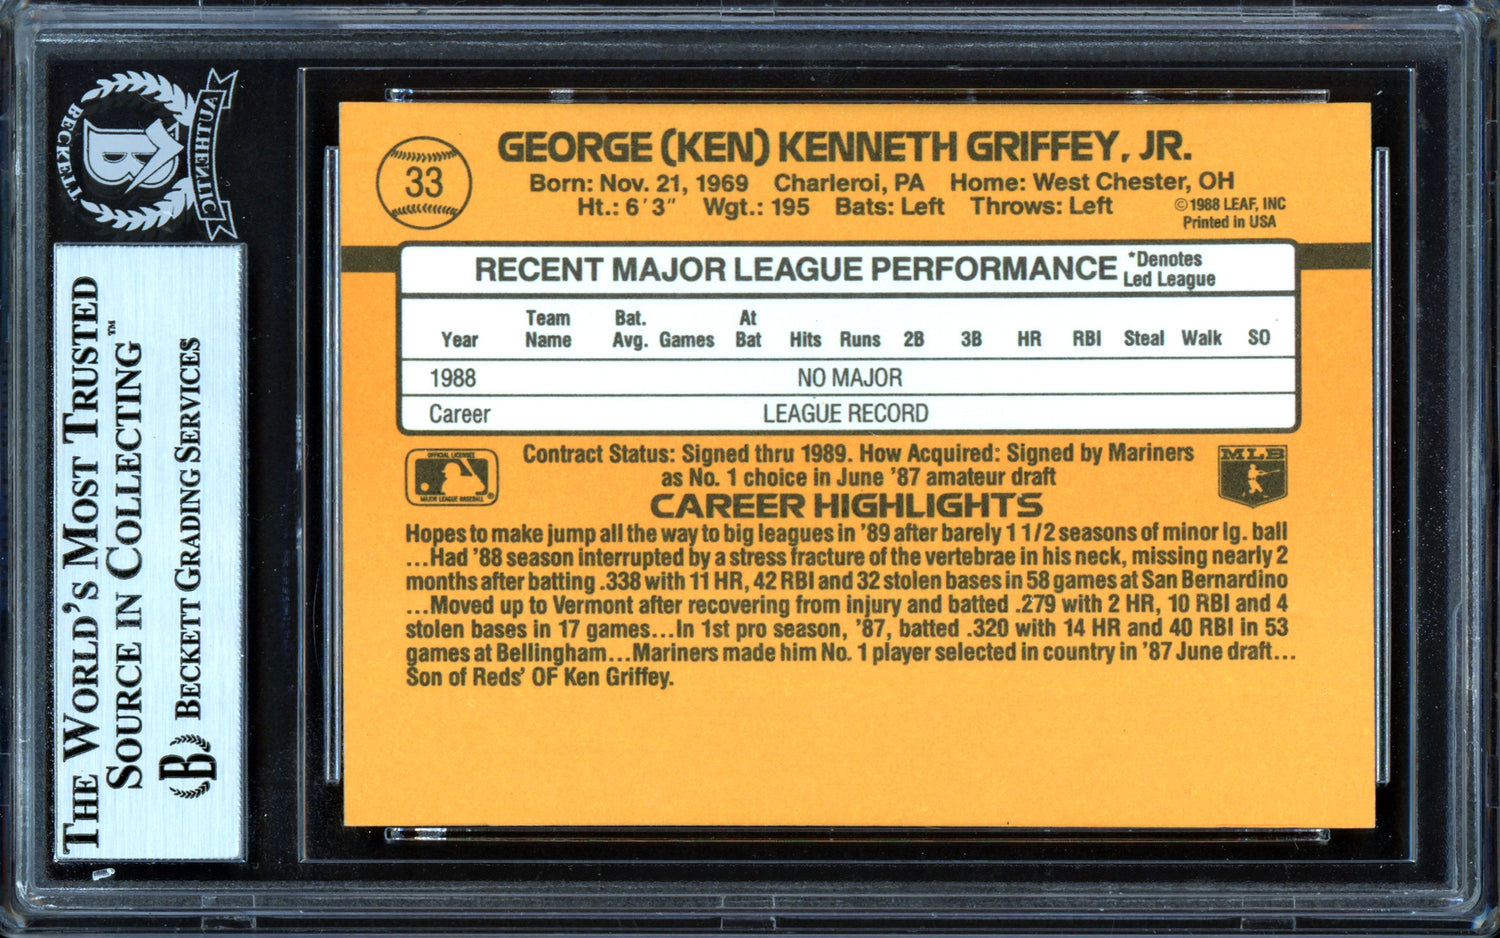 BECKETT
AUTHENTIC
B
THE WORLD'S MOST TRUSTED
SOURCE IN COLLECTING™
B BECKETT GRADING SERVICES
33
GEORGE (KEN) KENNETH GRIFFEY, JR.
Born: Nov. 21, 1969 Charleroi, PA Home: West Chester, OH
Ht.: 6'3" Wgt.: 195 Bats: Left Throws: Left
©1988 LEAF, INC
Printed in USA
RECENT MAJOR LEAGUE PERFORMANCE *Denotes
Led League
Year Team Name Bat. Avg. Games At Bat Hits Runs 2B 3B HR RBI Steal Walk SO
1988 NO MAJOR
Career LEAGUE RECORD
OFFICIAL LICENSEE
MAJOR LEAGUE BASEBALL®
Contract Status: Signed thru 1989. How Acquired: Signed by Mariners
as No. 1 choice in June '87 amateur draft
MLB
CAREER HIGHLIGHTS
Hopes to make jump all the way to big leagues in '89 after barely 1 1/2 seasons of minor lg. ball
...Had '88 season interrupted by a stress fracture of the vertebrae in his neck, missing nearly 2
months after batting .338 with 11 HR, 42 RBI and 32 stolen bases in 58 games at San Bernardino
...Moved up to Vermont after recovering from injury and batted .279 with 2 HR, 10 RBI and 4
stolen bases in 17 games...In 1st pro season, '87, batted .320 with 14 HR and 40 RBI in 53
games at Bellingham...Mariners made him No. 1 player selected in country in '87 June draft...
Son of Reds' OF Ken Griffey.